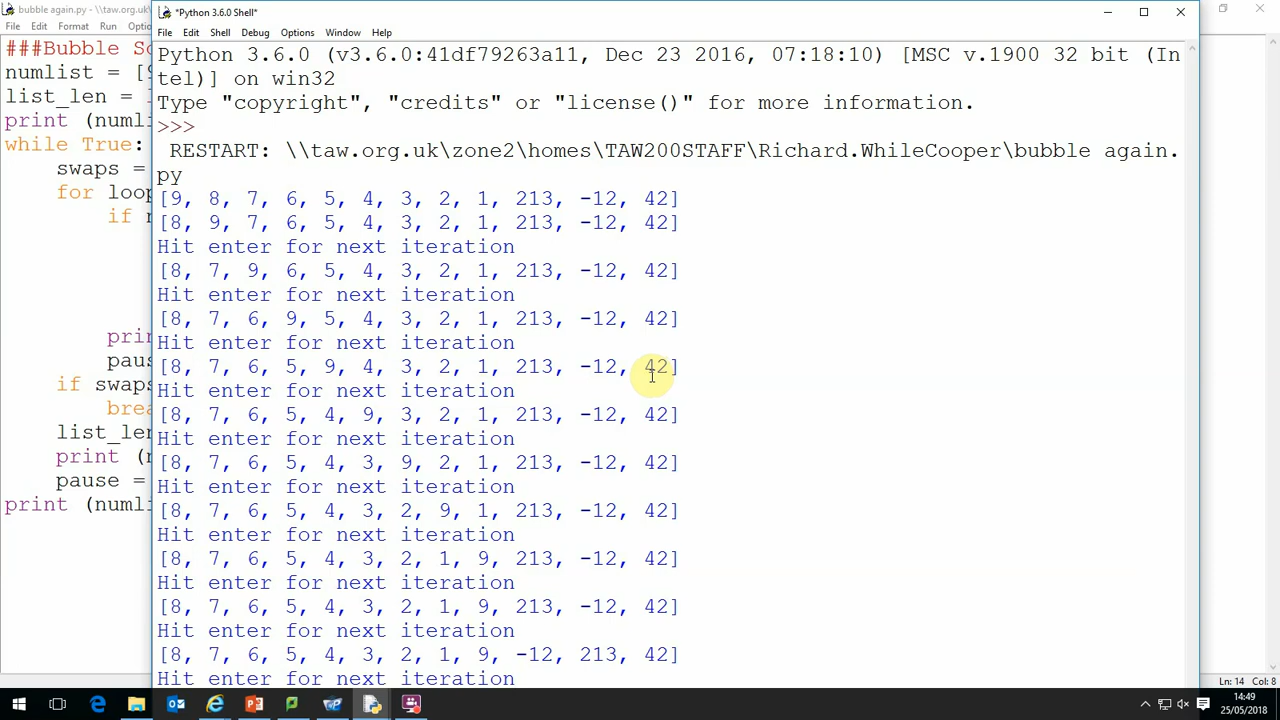 bubble again.py - \\taw.org.uk\
*Python 3.6.0 Shell*
File Edit Format Run
File Edit Shell Debug Options Window Help
###Bubble
numlist = [
list_len =
print
while True:
swaps =
for
if
if
list_len
print (
pause =
print
Python 3.6.0 (v3.6.0:41df79263a11, Dec 23 2016, 07:18:10) [MSC v.1900 32 bit (In
tel)] on win32
Type "copyright", "credits" or "license()" for more information.
>>>
RESTART: \\taw.org.uk\zone2\homes\TAW200STAFF\Richard.WhileCooper\bubble again.
py
[9, 8, 7, 6, 5, 4, 3, 2, 1, 213, -12, 42]
[8, 9, 7, 6, 5, 4, 3, 2, 1, 213, -12, 42]
Hit enter for next iteration
[8, 7, 9, 6, 5, 4, 3, 2, 1, 213, -12, 42]
Hit enter for next iteration
[8, 7, 6, 9, 5, 4, 3, 2, 1, 213, -12, 42]
Hit enter for next iteration
[8, 7, 6, 5, 9, 4, 3, 2, 1, 213, -12, 42]
Hit enter for next iteration
[8, 7, 6, 5, 4, 9, 3, 2, 1, 213, -12, 42]
Hit enter for next iteration
[8, 7, 6, 5, 4, 3, 9, 2, 1, 213, -12, 42]
Hit enter for next iteration
[8, 7, 6, 5, 4, 3, 2, 9, 1, 213, -12, 42]
Hit enter for next iteration
[8, 7, 6, 5, 4, 3, 2, 1, 9, 213, -12, 42]
Hit enter for next iteration
[8, 7, 6, 5, 4, 3, 2, 1, 9, 213, -12, 42]
Hit enter for next iteration
[8, 7, 6, 5, 4, 3, 2, 1, 9, -12, 213, 42]
Hit enter for next iteration
Ln: 14 Col: 8
14:49
25/05/2018